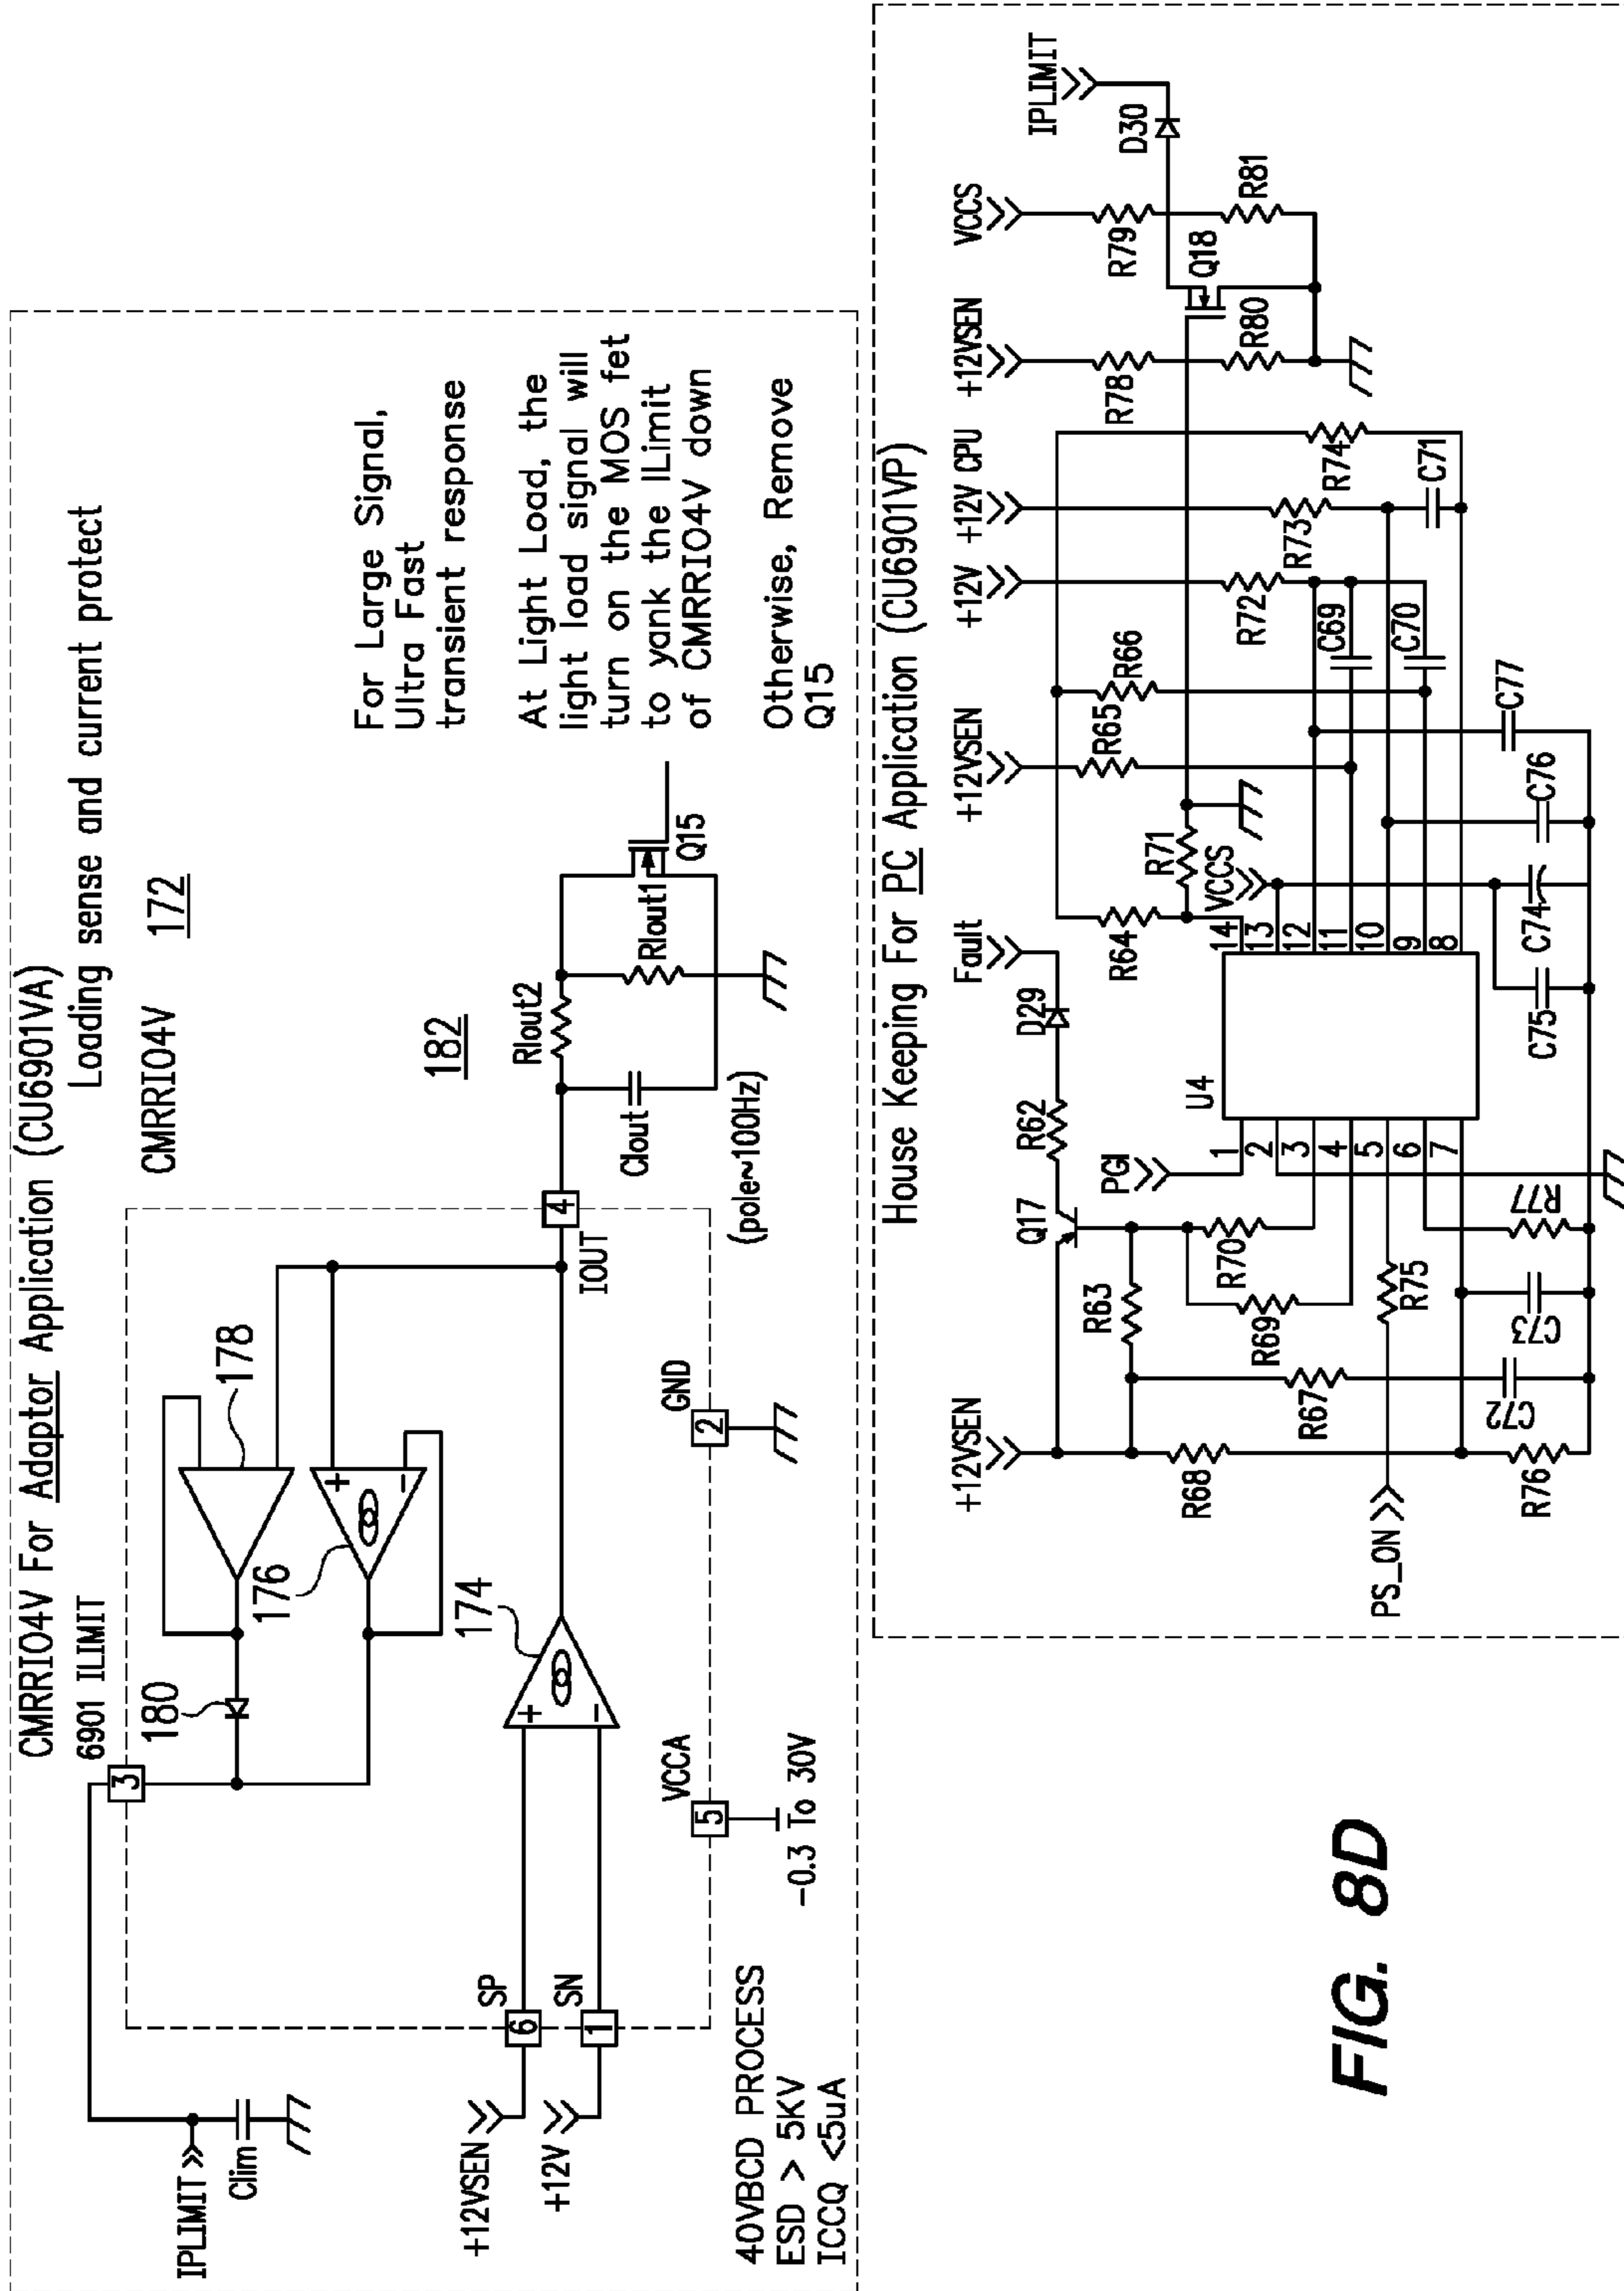 CMRRIO4V For Adaptor Application (CU6901VA)
Loading sense and current protect
6901 ILIMIT
CMRRIO4V
172
3
180
178
176
174
IPLIMIT
Clim
+12VSEN
+12V
6
SP
1
SN
4
IOUT
2
GND
5
VCCA
-0.3 To 30V
40VBCD PROCESS
ESD > 5KV
ICCQ <5uA
182
RIout2
CIout
RIout1
Q15
(pole~100Hz)
For Large Signal,
Ultra Fast
transient response
At Light Load, the
light load signal will
turn on the MOS fet
to yank the ILimit
of CMRRIO4V down
Otherwise, Remove
Q15
House Keeping For PC Application (CU6901VP)
+12VSEN
Q17
R62
D29
Fault
R63
PGI
R64
R71
VCCS
+12VSEN
R65
R66
+12V
+12V CPU
+12VSEN
VCCS
IPLIMIT
R78
R79
D30
Q18
R80
R81
R72
R73
R74
C69
C70
C71
R67
R68
R69
R70
U4
1
2
3
4
5
6
7
14
13
12
11
10
9
8
PS_ON
R75
R76
C72
C73
R77
C75
C74
C76
C77
FIG. 8D